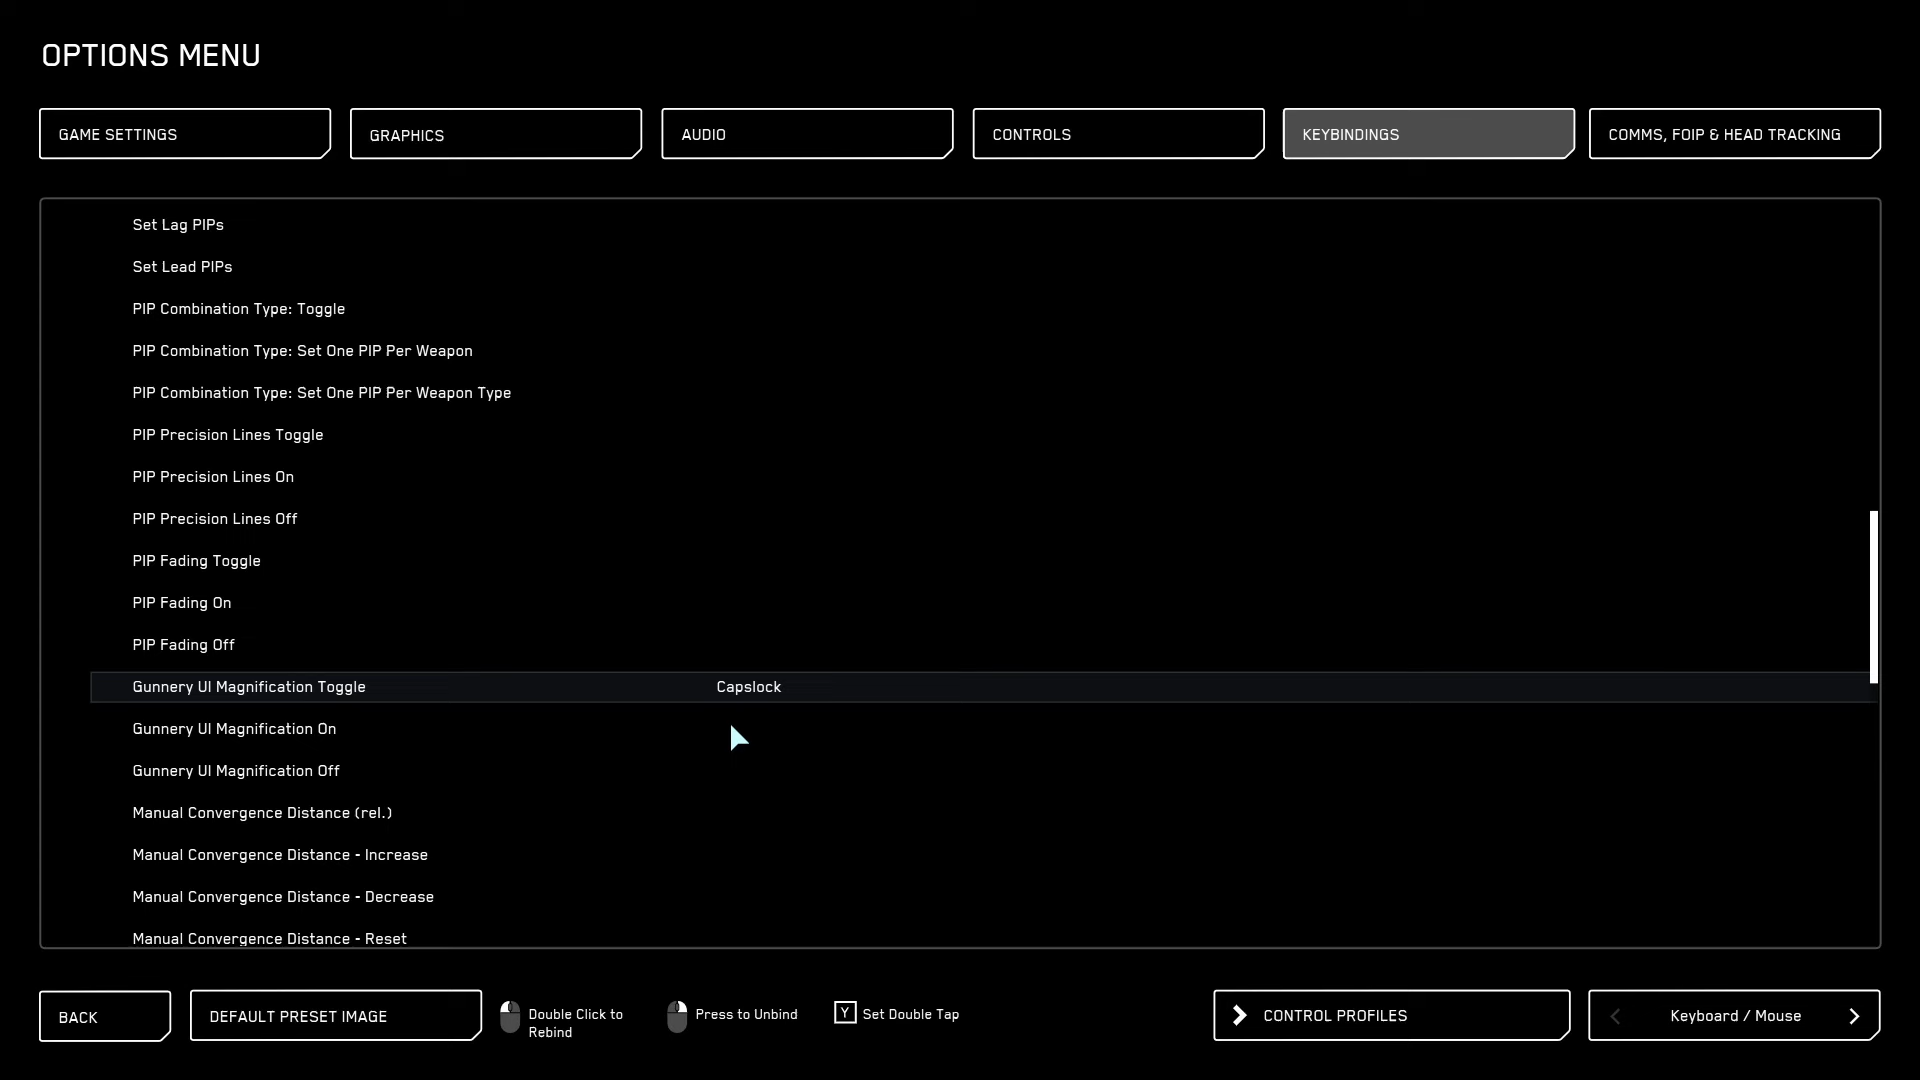 OPTIONS MENU
GAME SETTINGS
GRAPHICS
AUDIO
CONTROLS
KEYBINDINGS
COMMS, FOIP & HEAD TRACKING
Set Lag PIPs
Set Lead PIPs
PIP Combination Type: Toggle
PIP Combination Type: Set One PIP Per Weapon
PIP Combination Type: Set One PIP Per Weapon Type
PIP Precision Lines Toggle
PIP Precision Lines On
PIP Precision Lines Off
PIP Fading Toggle
PIP Fading On
PIP Fading Off
Gunnery UI Magnification Toggle Capslock
Gunnery UI Magnification On
Gunnery UI Magnification Off
Manual Convergence Distance (rel.)
Manual Convergence Distance - Increase
Manual Convergence Distance - Decrease
Manual Convergence Distance - Reset
BACK
DEFAULT PRESET IMAGE
Double Click to
Rebind
Press to Unbind
Y Set Double Tap
CONTROL PROFILES
Keyboard / Mouse